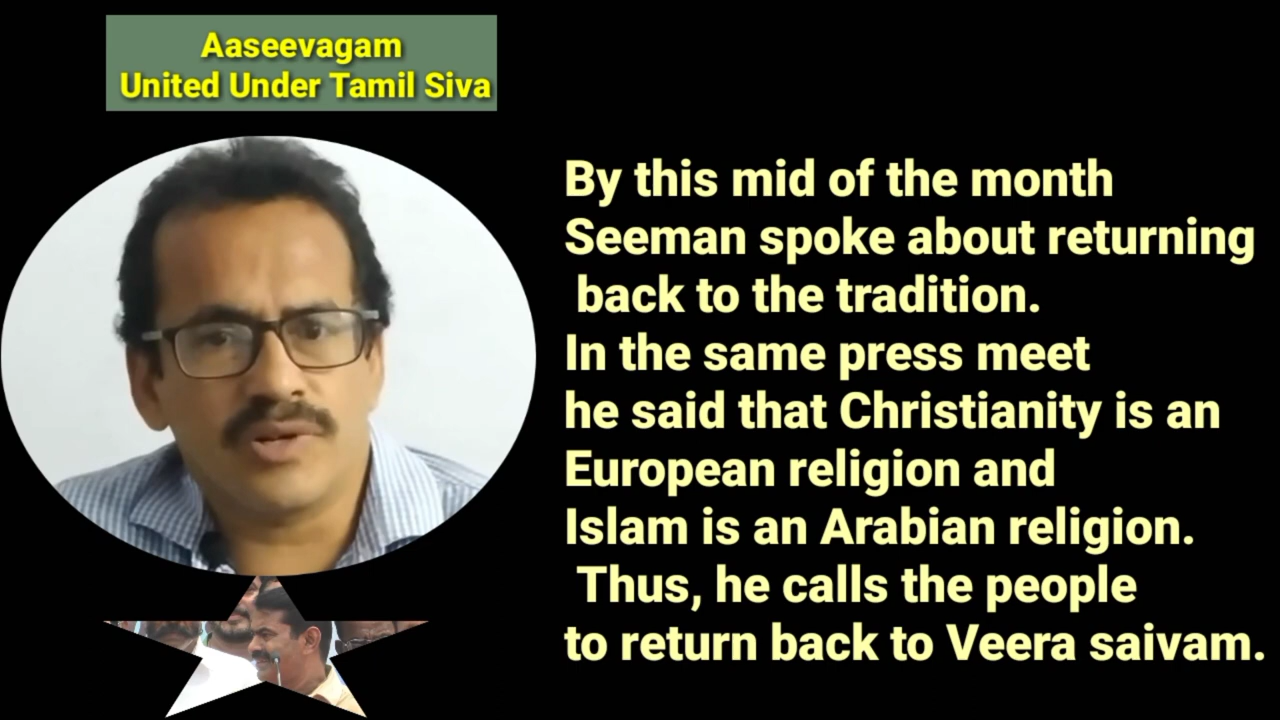 Aaseevagam
United Under Tamil Siva
By this mid of the month
Seeman spoke about returning
back to the tradition.
In the same press meet
he said that Christianity is an
European religion and
Islam is an Arabian religion.
Thus, he calls the people
to return back to Veera saivam.